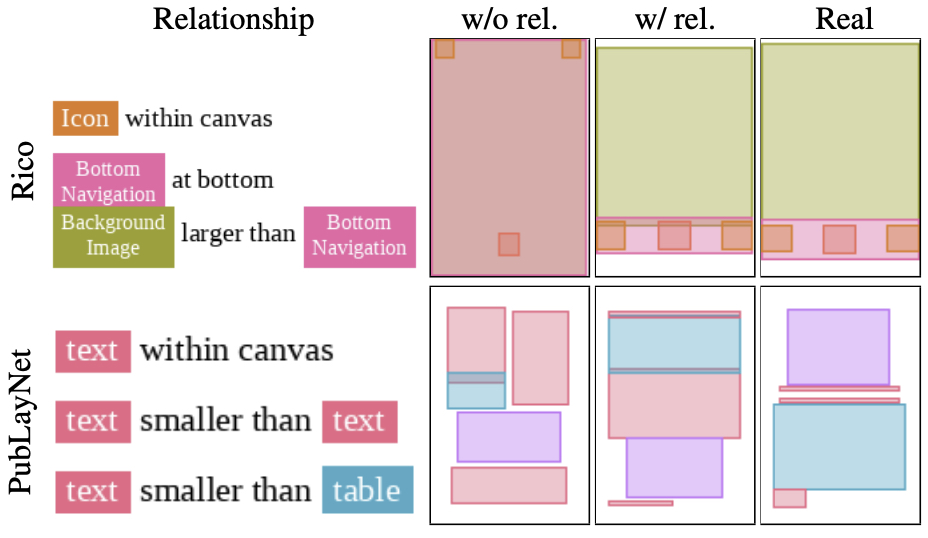 Relationship
w/o rel.
w/ rel.
Real
Rico
Icon within canvas
Bottom
Navigation
at bottom
Background
Image
larger than
Bottom
Navigation
PubLayNet
text within canvas
text smaller than text
text smaller than table